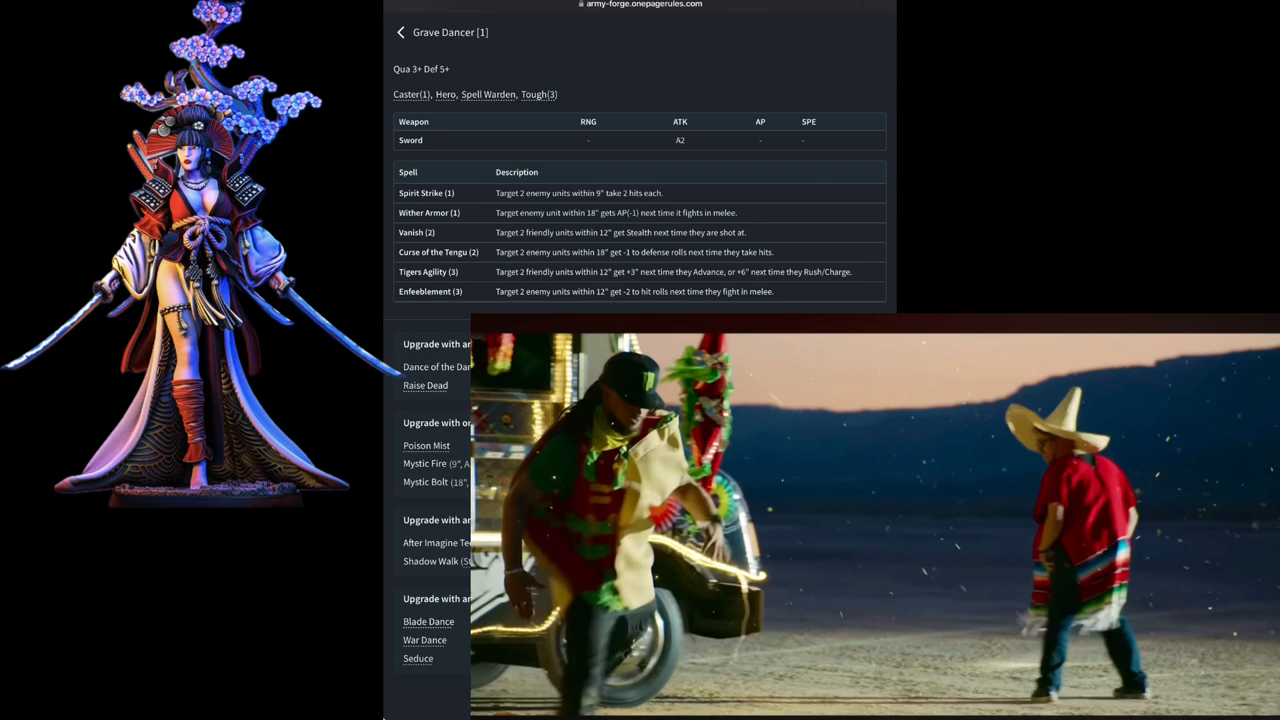 army-forge.onepagerules.com
Grave Dancer [1]
Qua 3+ Def 5+
Caster(1), Hero, Spell Warden, Tough(3)
Weapon RNG ATK AP SPE
Sword - A2 - -
Spell Description
Spirit Strike (1) Target 2 enemy units within 9" take 2 hits each.
Wither Armor (1) Target enemy unit within 18" gets AP(-1) next time it fights in melee.
Vanish (2) Target 2 friendly units within 12" get Stealth next time they are shot at.
Curse of the Tengu (2) Target 2 enemy units within 18" get -1 to defense rolls next time they take hits.
Tigers Agility (3) Target 2 friendly units within 12" get +3" next time they Advance, or +6" next time they Rush/Charge.
Enfeeblement (3) Target 2 enemy units within 12" get -2 to hit rolls next time they fight in melee.
Upgrade with
Dance of the
Raise Dead
Upgrade with
Poison Mist
Mystic Fire (9",
Mystic Bolt (18",
Upgrade with
After Imagine
Shadow Walk
Upgrade with
Blade Dance
War Dance
Seduce